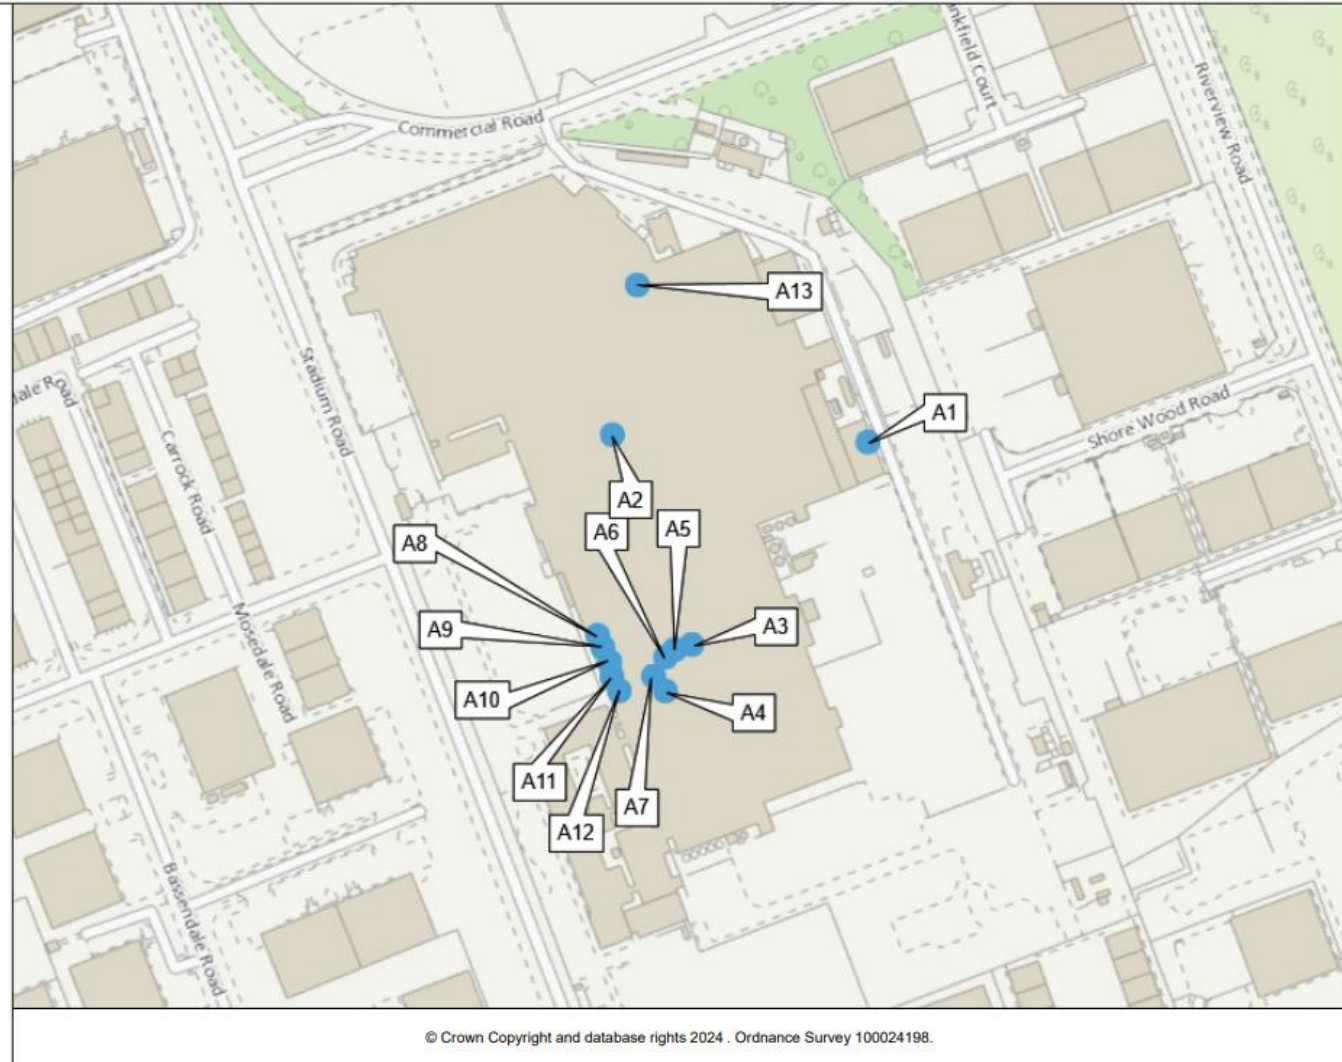 Commercial Road
nkfield Court
Riverview Road
A13
Stadium Road
A1
Shore Wood Road
dale Road
Carrock Road
A2
A6
A5
A8
A9
A3
A10
A4
Mosedale Road
A11
A7
A12
Bassendale Road
© Crown Copyright and database rights 2024 . Ordnance Survey 100024198.